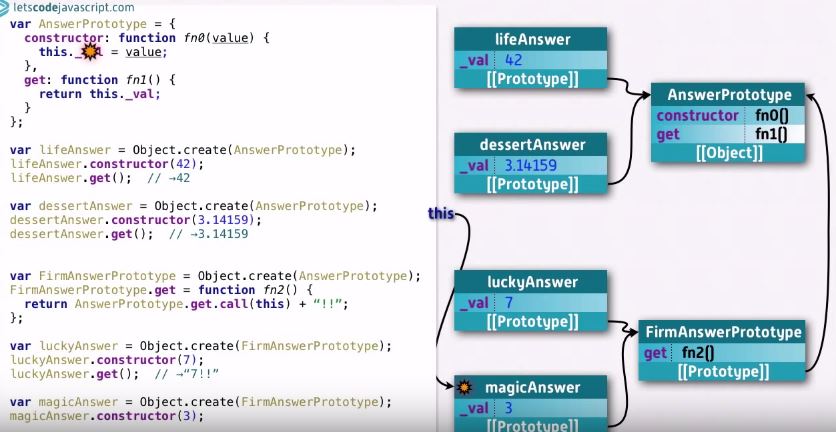 letscodejavascript.com
var AnswerPrototype = {
constructor: function fn0(value) {
this._ = value;
},
get: function fn1() {
return this._val;
}
};
var lifeAnswer = Object.create(AnswerPrototype);
lifeAnswer.constructor(42);
lifeAnswer.get(); // →42
var dessertAnswer = Object.create(AnswerPrototype);
dessertAnswer.constructor(3.14159);
dessertAnswer.get(); // →3.14159
var FirmAnswerPrototype = Object.create(AnswerPrototype);
FirmAnswerPrototype.get = function fn2() {
return AnswerPrototype.get.call(this) + “!!”;
};
var luckyAnswer = Object.create(FirmAnswerPrototype);
luckyAnswer.constructor(7);
luckyAnswer.get(); // →“7!!”
var magicAnswer = Object.create(FirmAnswerPrototype);
magicAnswer.constructor(3);
lifeAnswer
_val 42
[[Prototype]]
dessertAnswer
_val 3.14159
[[Prototype]]
this
luckyAnswer
_val 7
[[Prototype]]
magicAnswer
_val 3
[[Prototype]]
AnswerPrototype
constructor fn0()
get fn1()
[[Object]]
FirmAnswerPrototype
get fn2()
[[Prototype]]